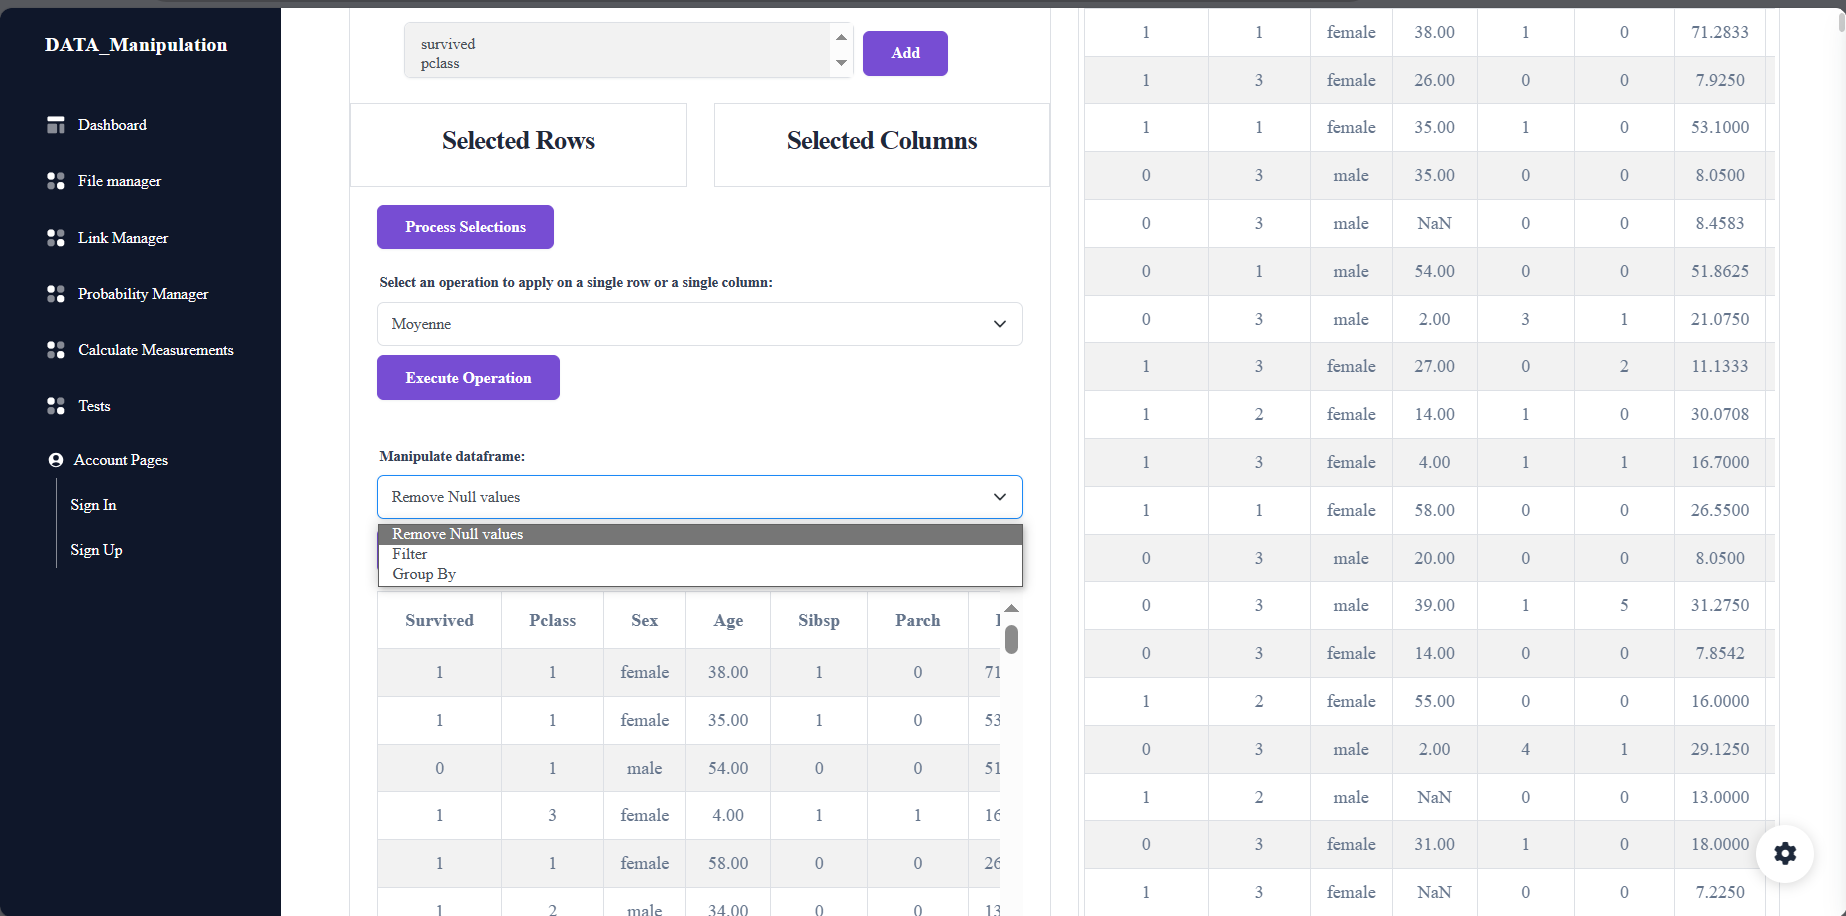 DATA_Manipulation
Dashboard
File manager
Link Manager
Probability Manager
Calculate Measurements
Tests
Account Pages
Sign In
Sign Up
survived
pclass
Add
Selected Rows
Selected Columns
Process Selections
Select an operation to apply on a single row or a single column:
Moyenne
Execute Operation
Manipulate dataframe:
Remove Null values
Remove Null values
Filter
Group By
Survived Pclass Sex Age Sibsp Parch
1 1 female 38.00 1 0 71
1 1 female 35.00 1 0 53
0 1 male 54.00 0 0 51
1 3 female 4.00 1 1 16
1 1 female 58.00 0 0 26
1 2 male 34.00 0 0 13
1 1 female 38.00 1 0 71.2833
1 3 female 26.00 0 0 7.9250
1 1 female 35.00 1 0 53.1000
0 3 male 35.00 0 0 8.0500
0 3 male NaN 0 0 8.4583
0 1 male 54.00 0 0 51.8625
0 3 male 2.00 3 1 21.0750
1 3 female 27.00 0 2 11.1333
1 2 female 14.00 1 0 30.0708
1 3 female 4.00 1 1 16.7000
1 1 female 58.00 0 0 26.5500
0 3 male 20.00 0 0 8.0500
0 3 male 39.00 1 5 31.2750
0 3 female 14.00 0 0 7.8542
1 2 female 55.00 0 0 16.0000
0 3 male 2.00 4 1 29.1250
1 2 male NaN 0 0 13.0000
0 3 female 31.00 1 0 18.0000
1 3 female NaN 0 0 7.2250